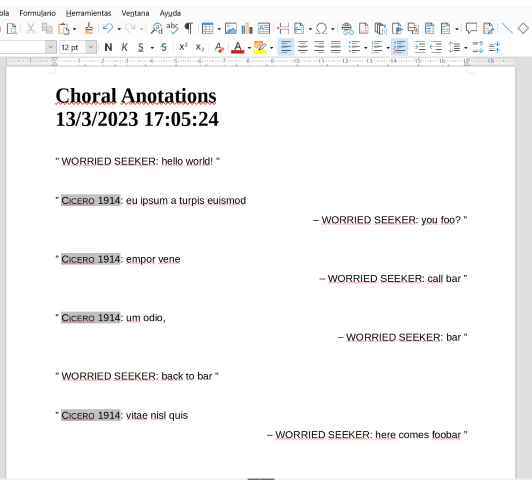 bla Formulario Herramientas Ventana Ayuda
12 pt N K S S X² X₂ A A
Choral Anotations
13/3/2023 17:05:24
" WORRIED SEEKER: hello world! "
" CICERO 1914: eu ipsum a turpis euismod
– WORRIED SEEKER: you foo? "
" CICERO 1914: empor vene
– WORRIED SEEKER: call bar "
" CICERO 1914: um odio,
– WORRIED SEEKER: bar "
" WORRIED SEEKER: back to bar "
" CICERO 1914: vitae nisl quis
– WORRIED SEEKER: here comes foobar "